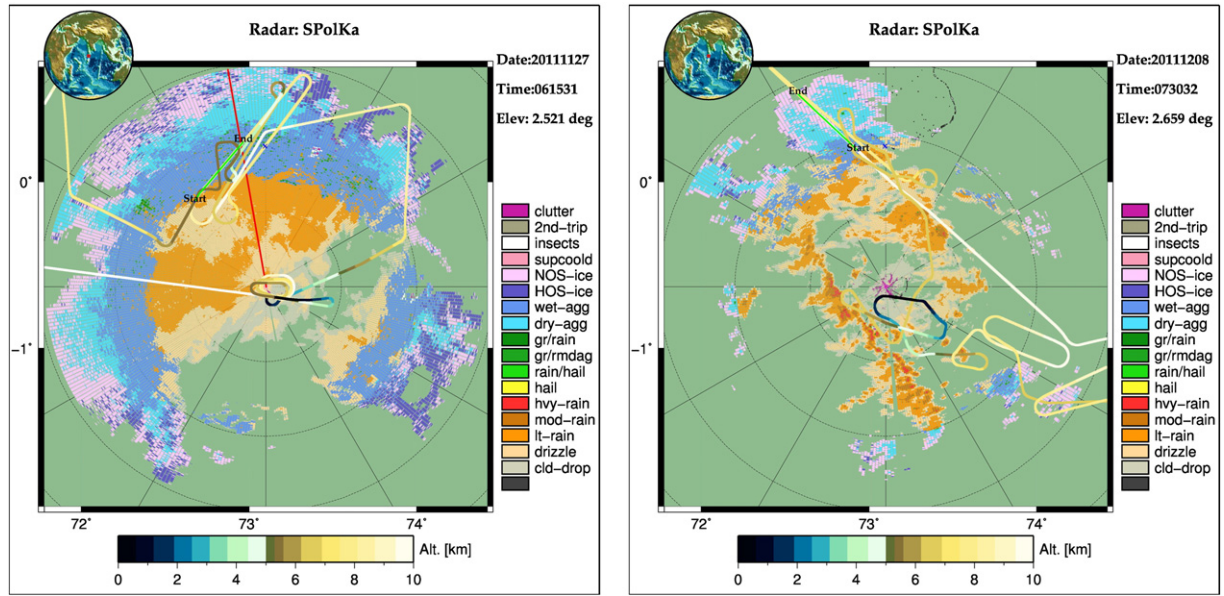 Radar: SPolKa
Date:20111127
Time:061531
Elev: 2.521 deg
End
Start
0°
−1°
72°
73°
74°
clutter
2nd−trip
insects
supcoold
NOS−ice
HOS−ice
wet−agg
dry−agg
gr/rain
gr/rmdag
rain/hail
hail
hvy−rain
mod−rain
lt−rain
drizzle
cld−drop
Alt. [km]
0 2 4 6 8 10
Radar: SPolKa
Date:20111208
Time:073032
Elev: 2.659 deg
End
Start
0°
−1°
72°
73°
74°
clutter
2nd−trip
insects
supcoold
NOS−ice
HOS−ice
wet−agg
dry−agg
gr/rain
gr/rmdag
rain/hail
hail
hvy−rain
mod−rain
lt−rain
drizzle
cld−drop
Alt. [km]
0 2 4 6 8 10